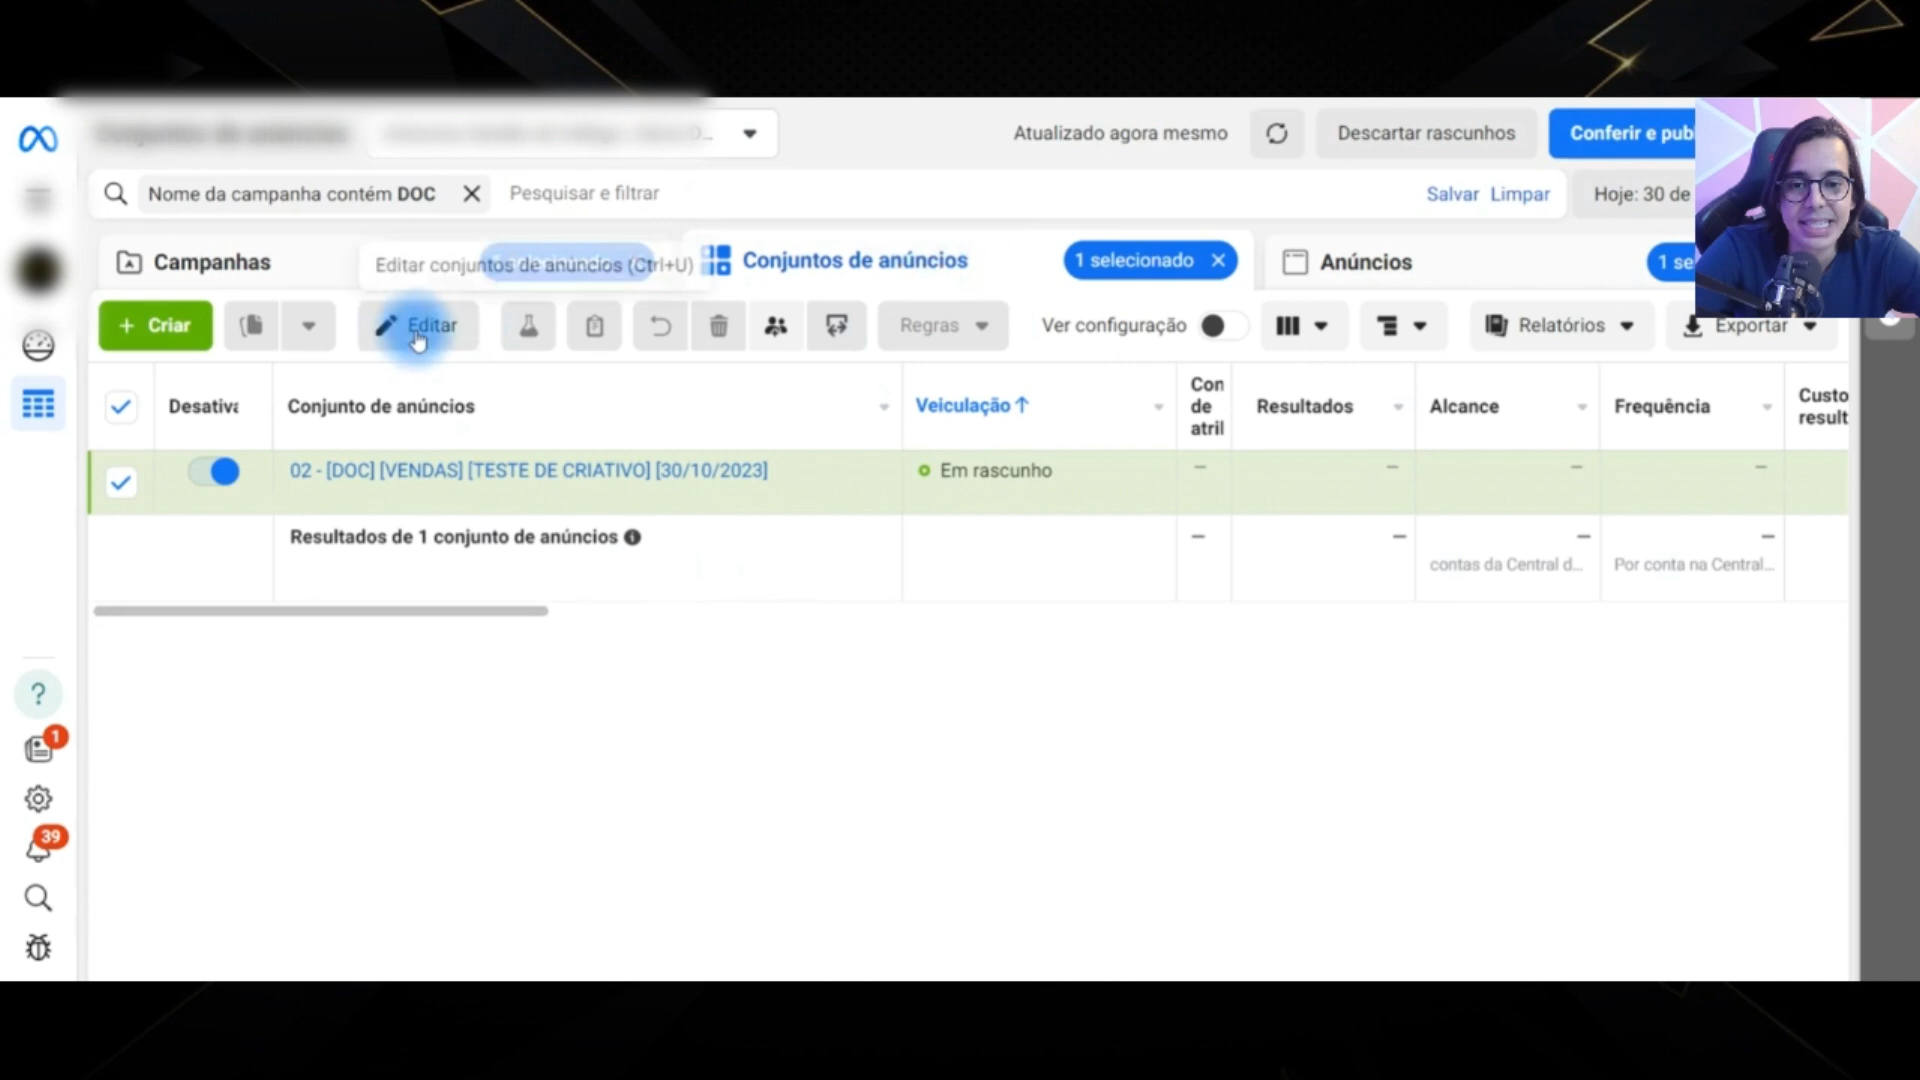 Atualizado agora mesmo
Descartar rascunhos
Conferir e pub
Nome da campanha contém DOC
Pesquisar e filtrar
Salvar Limpar
Hoje: 30 de
Campanhas
Editar conjuntos de anúncios (Ctrl+U)
Conjuntos de anúncios
1 selecionado
Anúncios
1 se
+ Criar
Editar
Regras
Ver configuração
Relatórios
Exportar
Desativa
Conjunto de anúncios
Veiculação ↑
Con
de
atril
Resultados
Alcance
Frequência
Custo
result
02 - [DOC] [VENDAS] [TESTE DE CRIATIVO] [30/10/2023]
Em rascunho
—
—
—
—
Resultados de 1 conjunto de anúncios
—
—
—
—
contas da Central d...
Por conta na Central...
?
1
39